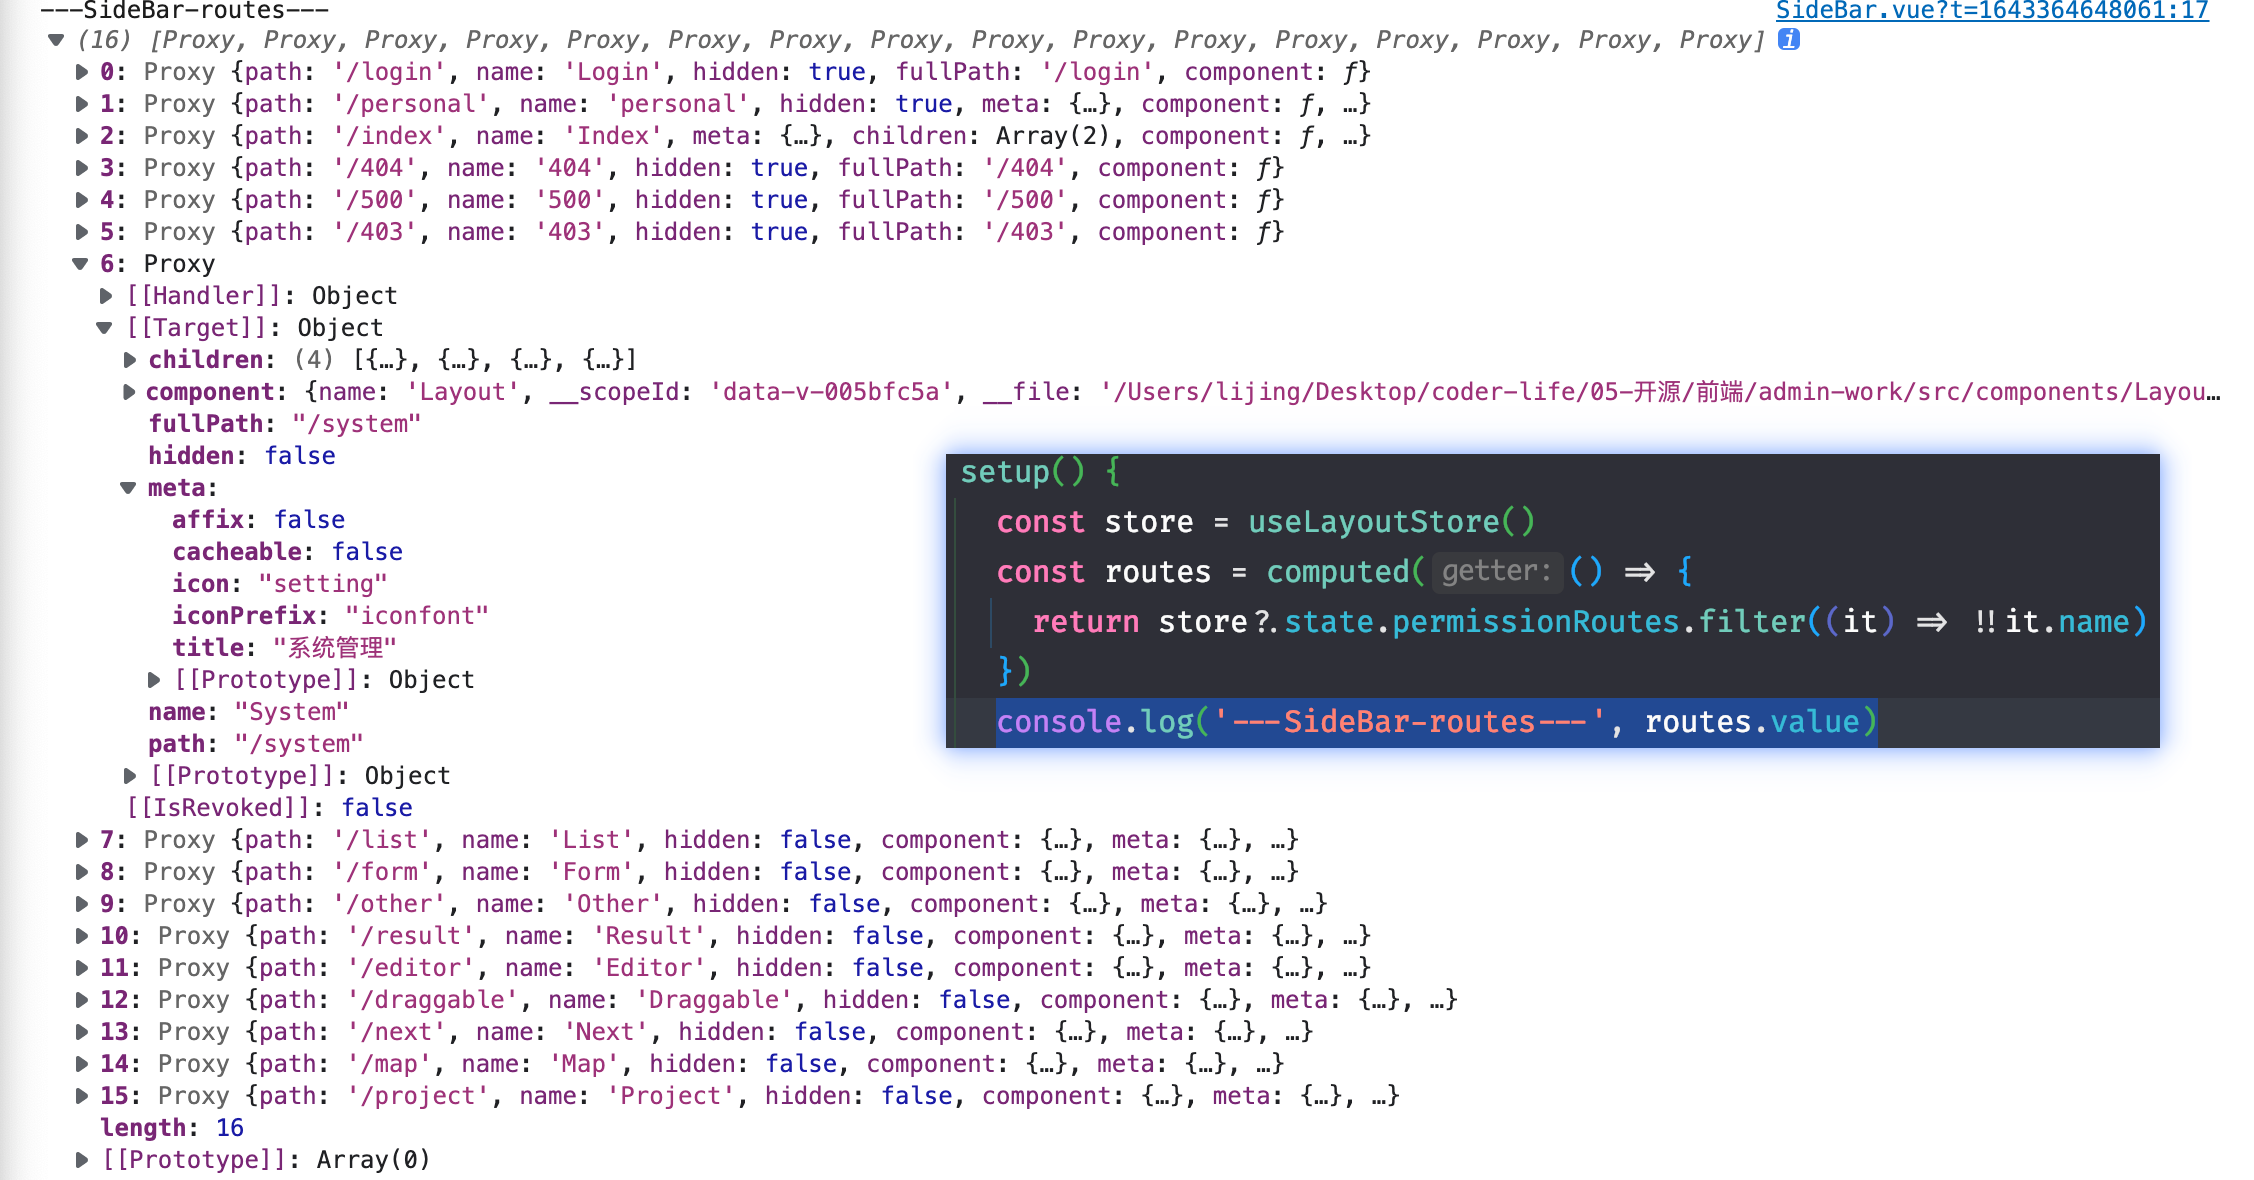 ---SideBar-routes---
SideBar.vue?t=1643364648061:17
(16) [Proxy, Proxy, Proxy, Proxy, Proxy, Proxy, Proxy, Proxy, Proxy, Proxy, Proxy, Proxy, Proxy, Proxy, Proxy, Proxy] i
0: Proxy {path: '/login', name: 'Login', hidden: true, fullPath: '/login', component: ƒ}
1: Proxy {path: '/personal', name: 'personal', hidden: true, meta: {…}, component: ƒ, …}
2: Proxy {path: '/index', name: 'Index', meta: {…}, children: Array(2), component: ƒ, …}
3: Proxy {path: '/404', name: '404', hidden: true, fullPath: '/404', component: ƒ}
4: Proxy {path: '/500', name: '500', hidden: true, fullPath: '/500', component: ƒ}
5: Proxy {path: '/403', name: '403', hidden: true, fullPath: '/403', component: ƒ}
6: Proxy
[[Handler]]: Object
[[Target]]: Object
children: (4) [{…}, {…}, {…}, {…}]
component: {name: 'Layout', __scopeId: 'data-v-005bfc5a', __file: '/Users/lijing/Desktop/coder-life/05-开源/前端/admin-work/src/components/Layou…
fullPath: "/system"
hidden: false
meta:
affix: false
cacheable: false
icon: "setting"
iconPrefix: "iconfont"
title: "系统管理"
[[Prototype]]: Object
name: "System"
path: "/system"
[[Prototype]]: Object
[[IsRevoked]]: false
7: Proxy {path: '/list', name: 'List', hidden: false, component: {…}, meta: {…}, …}
8: Proxy {path: '/form', name: 'Form', hidden: false, component: {…}, meta: {…}, …}
9: Proxy {path: '/other', name: 'Other', hidden: false, component: {…}, meta: {…}, …}
10: Proxy {path: '/result', name: 'Result', hidden: false, component: {…}, meta: {…}, …}
11: Proxy {path: '/editor', name: 'Editor', hidden: false, component: {…}, meta: {…}, …}
12: Proxy {path: '/draggable', name: 'Draggable', hidden: false, component: {…}, meta: {…}, …}
13: Proxy {path: '/next', name: 'Next', hidden: false, component: {…}, meta: {…}, …}
14: Proxy {path: '/map', name: 'Map', hidden: false, component: {…}, meta: {…}, …}
15: Proxy {path: '/project', name: 'Project', hidden: false, component: {…}, meta: {…}, …}
length: 16
[[Prototype]]: Array(0)
setup() {
const store = useLayoutStore()
const routes = computed( getter: () => {
return store?.state.permissionRoutes.filter((it) => !!it.name)
})
console.log('---SideBar-routes---', routes.value)